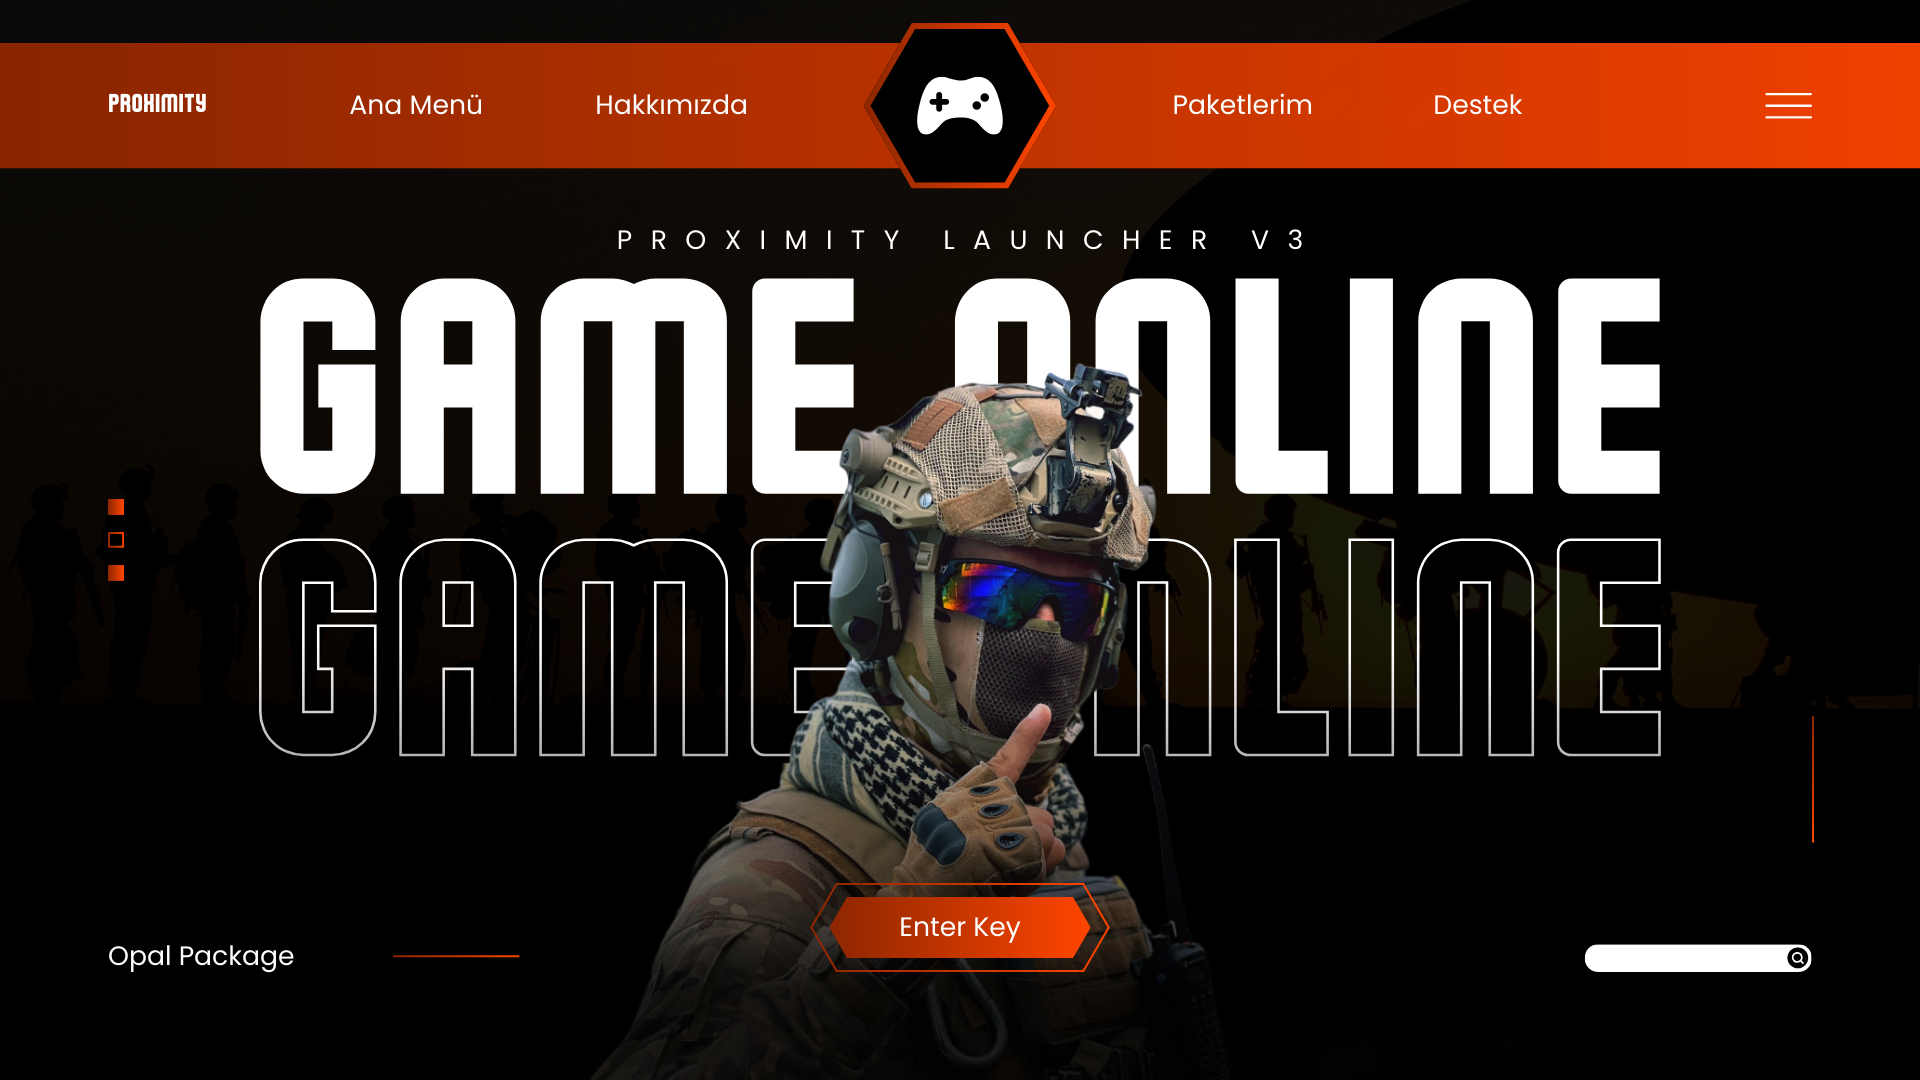 PROXIMITY
Ana Menü
Hakkımızda
Paketlerim
Destek
PROXIMITY LAUNCHER V3
GAME ONLINE
GAME ONLINE
Enter Key
Opal Package